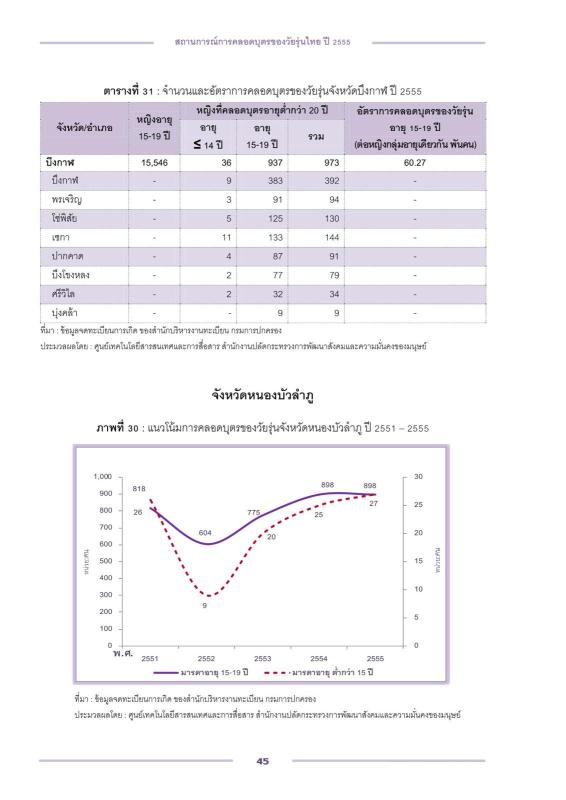 สถานการณ์การคลอดบุตรของวัยรุ่นไทย ปี 2555
ตารางที่ 31 : จำนวนและอัตราการคลอดบุตรของวัยรุ่นจังหวัดบึงกาฬ ปี 2555
จังหวัด/อำเภอ หญิงอายุ 15-19 ปี หญิงที่คลอดบุตรอายุต่ำกว่า 20 ปี อัตราการคลอดบุตรของวัยรุ่น อายุ 15-19 ปี (ต่อหญิงกลุ่มอายุเดียวกัน พันคน)
อายุ ≤ 14 ปี อายุ 15-19 ปี รวม
บึงกาฬ 15,546 36 937 973 60.27
บึงกาฬ - 9 383 392 -
พรเจริญ - 3 91 94 -
โซ่พิสัย - 5 125 130 -
เซกา - 11 133 144 -
ปากคาด - 4 87 91 -
บึงโขงหลง - 2 77 79 -
ศรีวิไล - 2 32 34 -
บุ่งคล้า - - 9 9 -
ที่มา : ข้อมูลจดทะเบียนการเกิด ของสำนักบริหารงานทะเบียน กรมการปกครอง
ประมวลผลโดย : ศูนย์เทคโนโลยีสารสนเทศและการสื่อสาร สำนักงานปลัดกระทรวงการพัฒนาสังคมและความมั่นคงของมนุษย์
จังหวัดหนองบัวลำภู
ภาพที่ 30 : แนวโน้มการคลอดบุตรของวัยรุ่นจังหวัดหนองบัวลำภู ปี 2551 – 2555
1,000 30
900 818 898 898
800 26 775 25 27 25
700 20
600 604 20
500 15
400
300 9 10
200
100 5
0 0
หน่วย:คน
หน่วย:คน
พ.ศ. 2551 2552 2553 2554 2555
มารดาอายุ 15-19 ปี มารดาอายุ ต่ำกว่า 15 ปี
ที่มา : ข้อมูลจดทะเบียนการเกิด ของสำนักบริหารงานทะเบียน กรมการปกครอง
ประมวลผลโดย : ศูนย์เทคโนโลยีสารสนเทศและการสื่อสาร สำนักงานปลัดกระทรวงการพัฒนาสังคมและความมั่นคงของมนุษย์
45